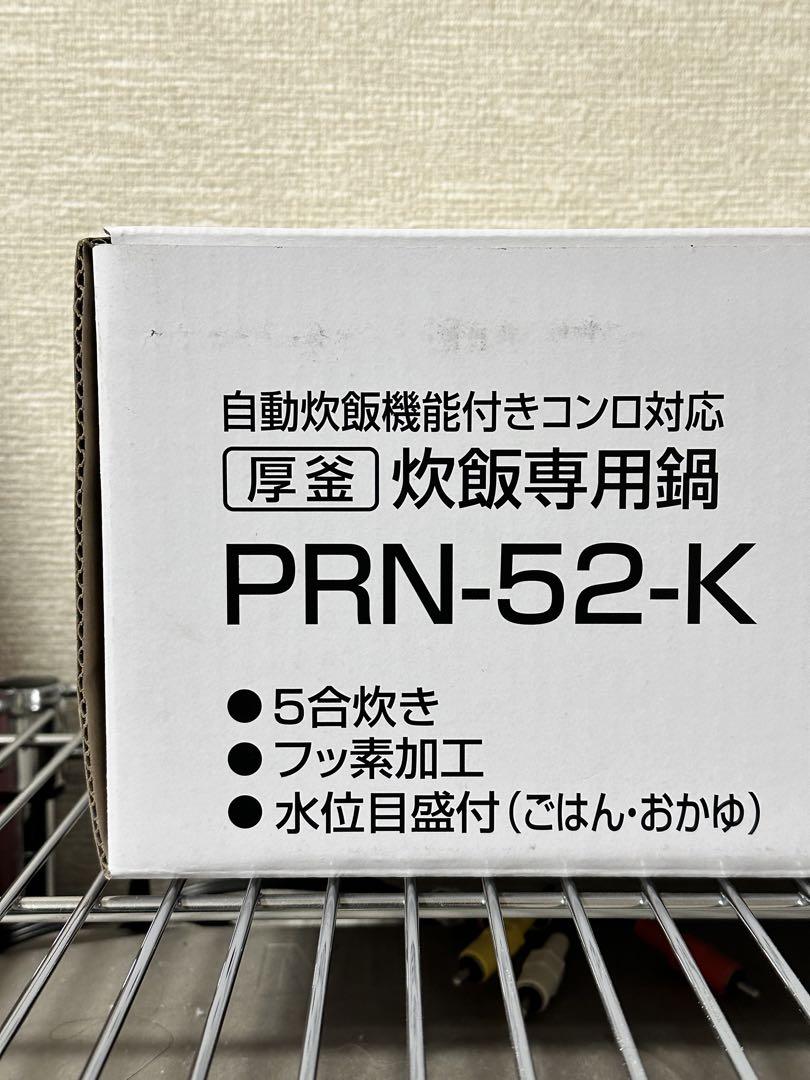 自動炊飯機能付きコンロ対応
厚釜 炊飯専用鍋
PRN-52-K
●5合炊き
●フッ素加工
●水位目盛付(ごはん・おかゆ)